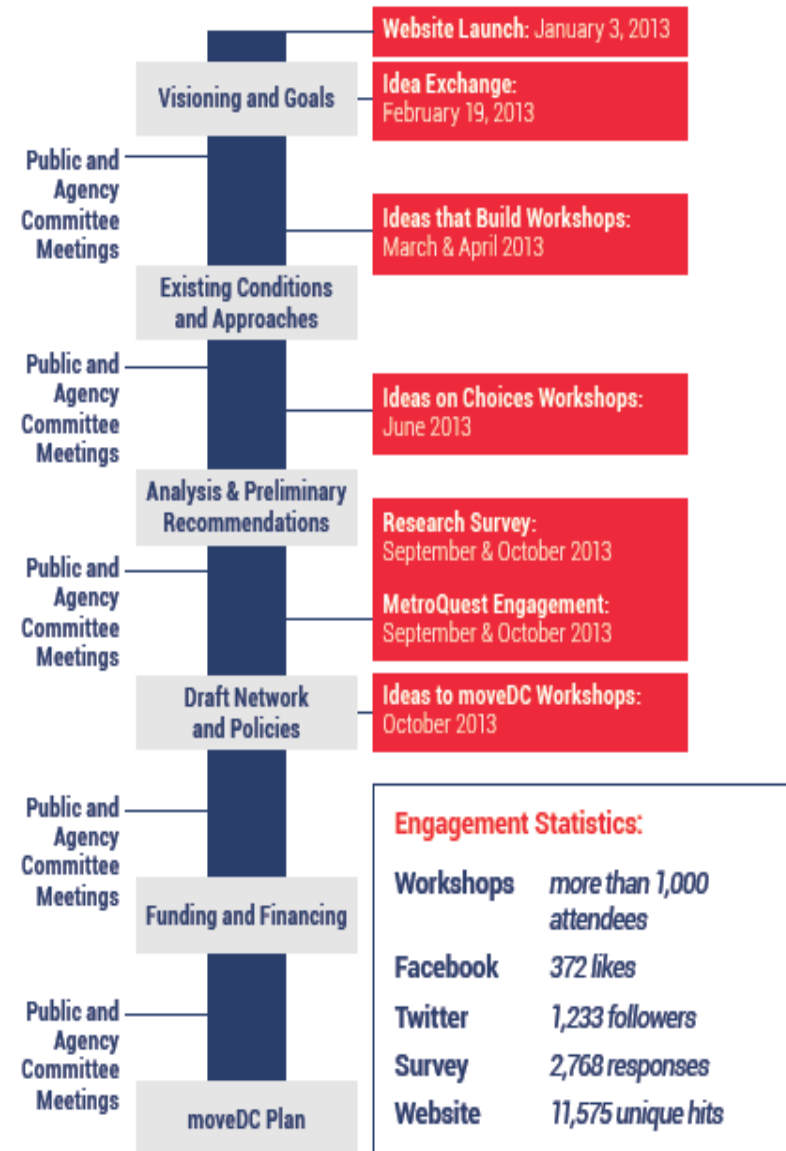 Website Launch: January 3, 2013
Visioning and Goals
Idea Exchange:
February 19, 2013
Public and
Agency
Committee
Meetings
Ideas that Build Workshops:
March & April 2013
Existing Conditions
and Approaches
Public and
Agency
Committee
Meetings
Ideas on Choices Workshops:
June 2013
Analysis & Preliminary
Recommendations
Research Survey:
September & October 2013
Public and
Agency
Committee
Meetings
MetroQuest Engagement:
September & October 2013
Draft Network
and Policies
Ideas to moveDC Workshops:
October 2013
Public and
Agency
Committee
Meetings
Funding and Financing
Public and
Agency
Committee
Meetings
moveDC Plan
Engagement Statistics:
Workshops more than 1,000
attendees
Facebook 372 likes
Twitter 1,233 followers
Survey 2,768 responses
Website 11,575 unique hits